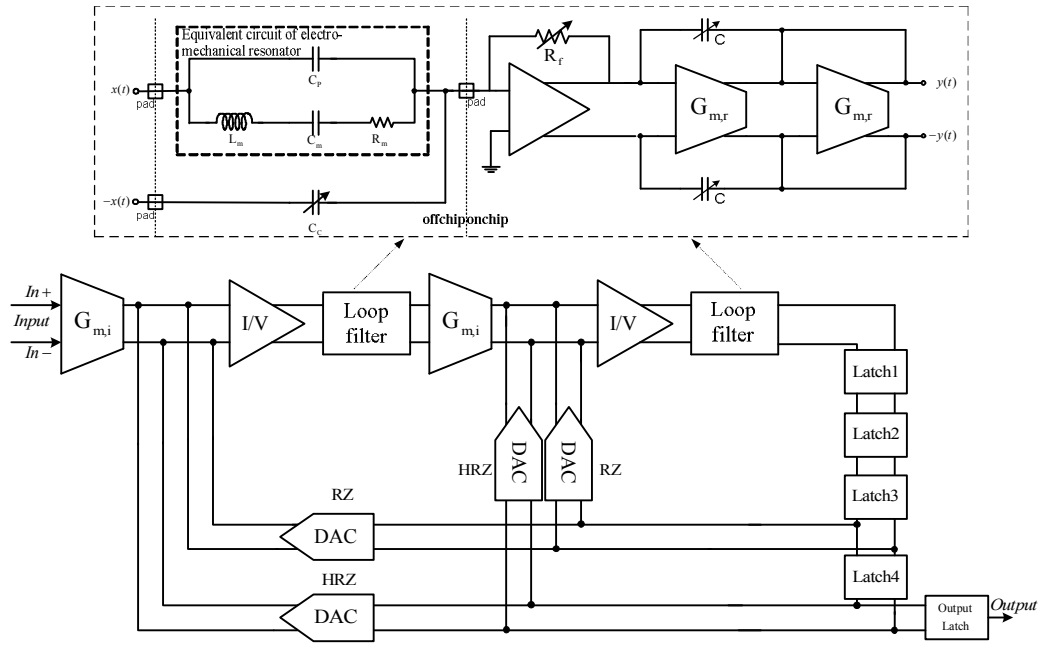 Equivalent circuit of electro-
mechanical resonator
C_P
L_m
C_m
R_m
x(t)
pad
−x(t)
pad
C_C
pad
offchip onchip
R_f
C
G_m,r
G_m,r
C
y(t)
−y(t)
In+
Input
In−
G_m,i
I/V
Loop
filter
G_m,i
I/V
Loop
filter
Latch1
Latch2
Latch3
Latch4
HRZ
DAC
DAC
RZ
RZ
DAC
HRZ
DAC
Output
Latch
Output